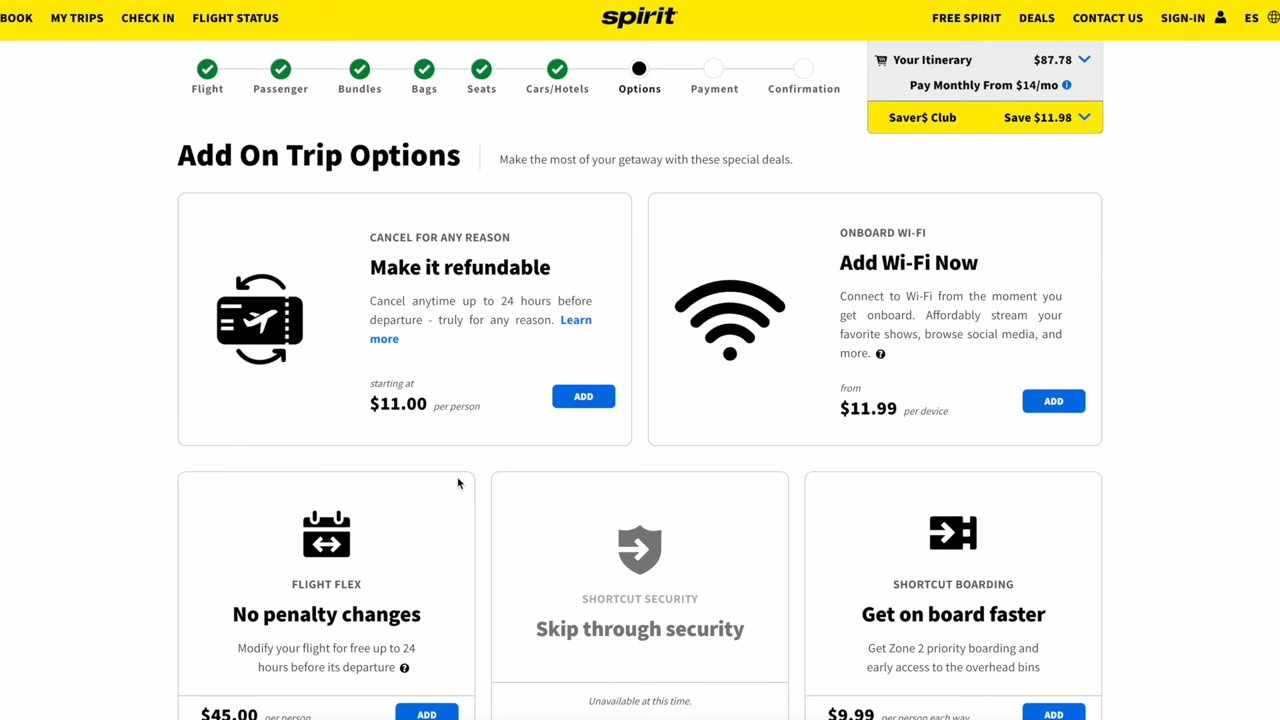 BOOK MY TRIPS CHECK IN FLIGHT STATUS spirit FREE SPIRIT DEALS CONTACT US SIGN-IN ES
Flight Passenger Bundles Bags Seats Cars/Hotels Options Payment Confirmation
Your Itinerary $87.78
Pay Monthly From $14/mo
Saver$ Club Save $11.98
Add On Trip Options
Make the most of your getaway with these special deals.
CANCEL FOR ANY REASON
Make it refundable
Cancel anytime up to 24 hours before
departure - truly for any reason. Learn
more
starting at
$11.00 per person
ADD
ONBOARD WI-FI
Add Wi-Fi Now
Connect to Wi-Fi from the moment you
get onboard. Affordably stream your
favorite shows, browse social media, and
more.
from
$11.99 per device
ADD
FLIGHT FLEX
No penalty changes
Modify your flight for free up to 24
hours before its departure
$45.00 per person
ADD
SHORTCUT SECURITY
Skip through security
Unavailable at this time.
SHORTCUT BOARDING
Get on board faster
Get Zone 2 priority boarding and
early access to the overhead bins
$9.99 per person each way
ADD